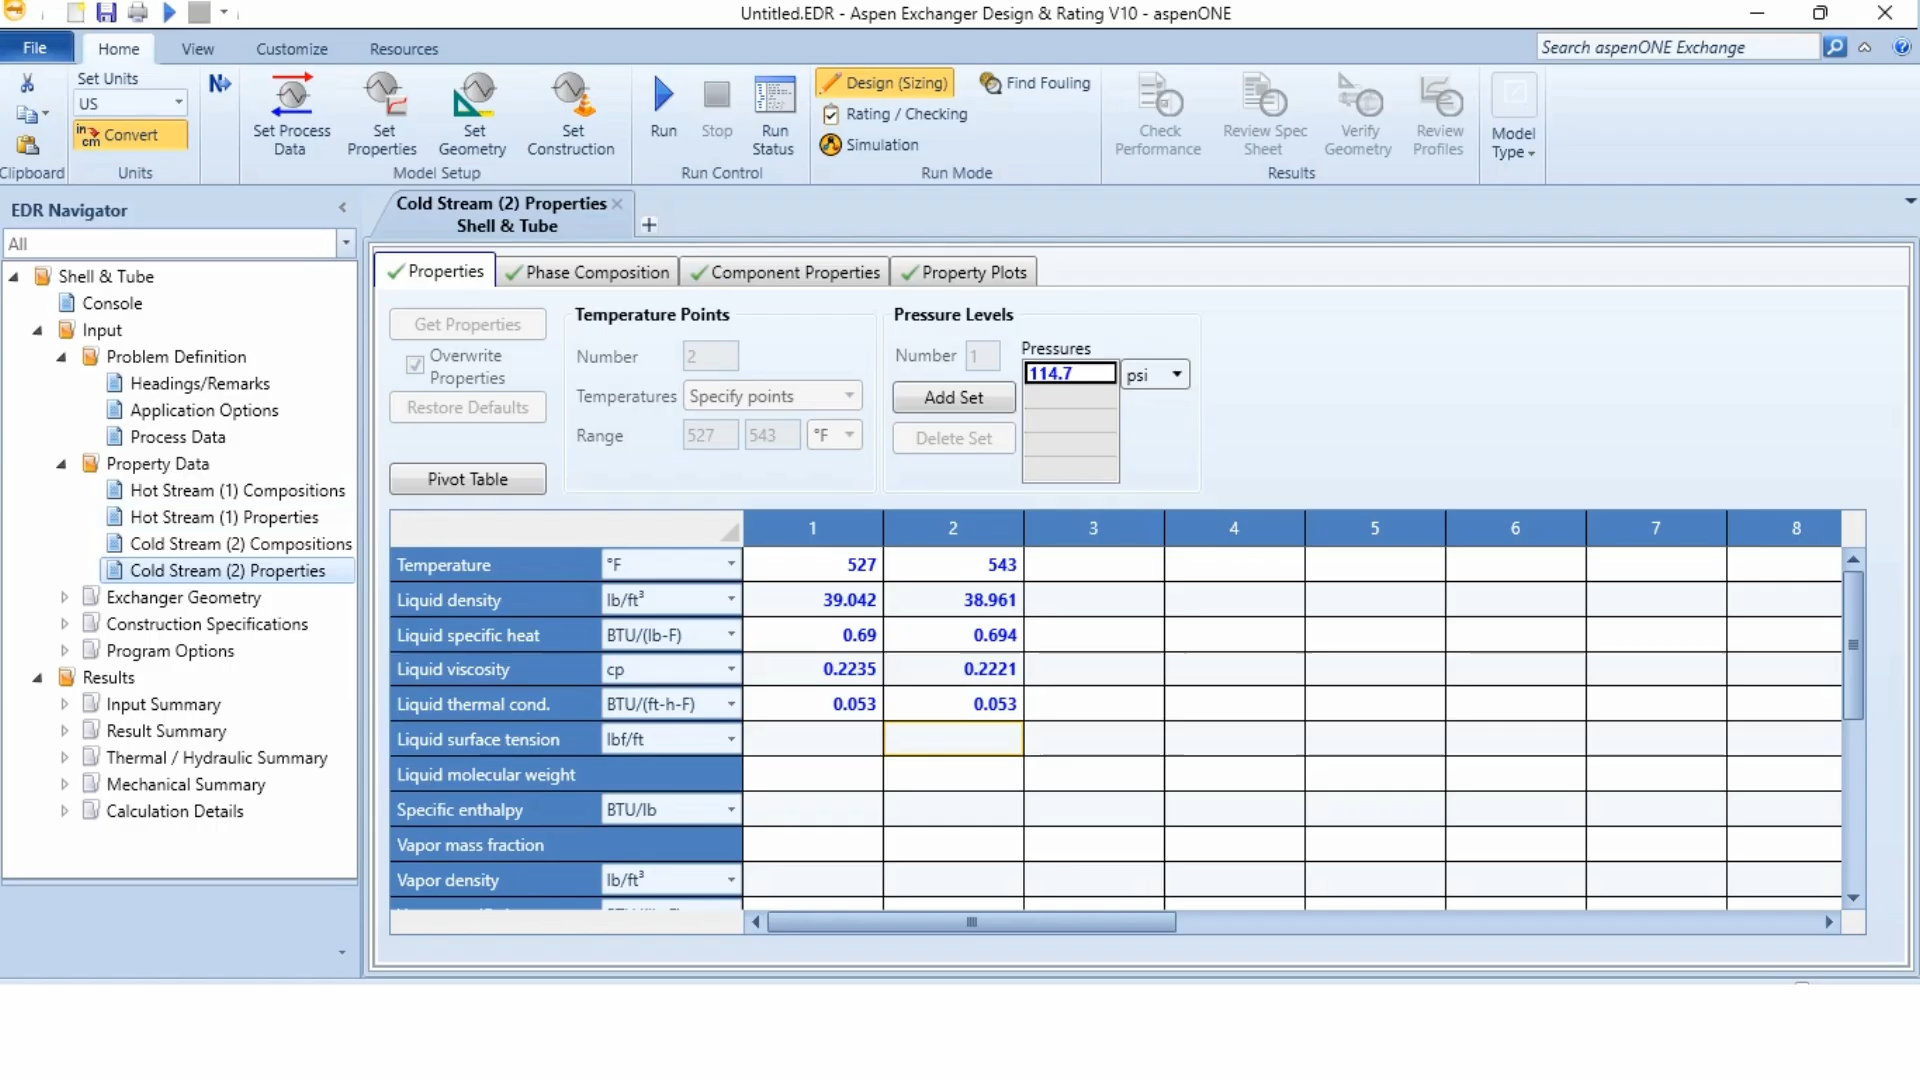 Untitled.EDR - Aspen Exchanger Design & Rating V10 - aspenONE
File Home View Customize Resources
Search aspenONE Exchange
Set Units
US
in cm Convert
Clipboard
Units
Set Process Data
Set Properties
Set Geometry
Set Construction
Model Setup
Run
Stop
Run Status
Run Control
Design (Sizing)
Rating / Checking
Simulation
Find Fouling
Run Mode
Check Performance
Review Spec Sheet
Verify Geometry
Review Profiles
Results
Model Type
EDR Navigator
All
Shell & Tube
Console
Input
Problem Definition
Headings/Remarks
Application Options
Process Data
Property Data
Hot Stream (1) Compositions
Hot Stream (1) Properties
Cold Stream (2) Compositions
Cold Stream (2) Properties
Exchanger Geometry
Construction Specifications
Program Options
Results
Input Summary
Result Summary
Thermal / Hydraulic Summary
Mechanical Summary
Calculation Details
Cold Stream (2) Properties
Shell & Tube
Properties Phase Composition Component Properties Property Plots
Get Properties
Overwrite Properties
Restore Defaults
Pivot Table
Temperature Points
Number 2
Temperatures Specify points
Range 527 543 °F
Pressure Levels
Number 1
Add Set
Delete Set
Pressures
114.7 psi
1 2 3 4 5 6 7 8
Temperature °F 527 543
Liquid density lb/ft³ 39.042 38.961
Liquid specific heat BTU/(lb-F) 0.69 0.694
Liquid viscosity cp 0.2235 0.2221
Liquid thermal cond. BTU/(ft-h-F) 0.053 0.053
Liquid surface tension lbf/ft
Liquid molecular weight
Specific enthalpy BTU/lb
Vapor mass fraction
Vapor density lb/ft³